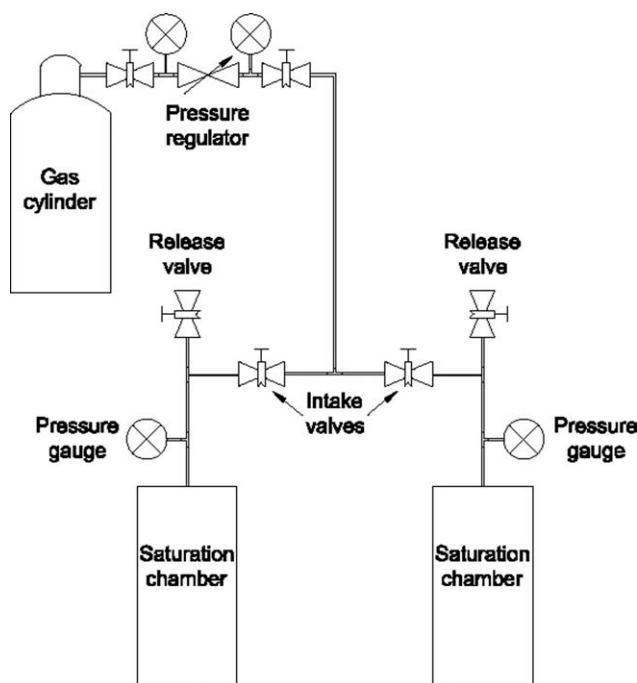 Pressure
regulator
Gas
cylinder
Release
valve
Release
valve
Intake
valves
Pressure
gauge
Pressure
gauge
Saturation
chamber
Saturation
chamber